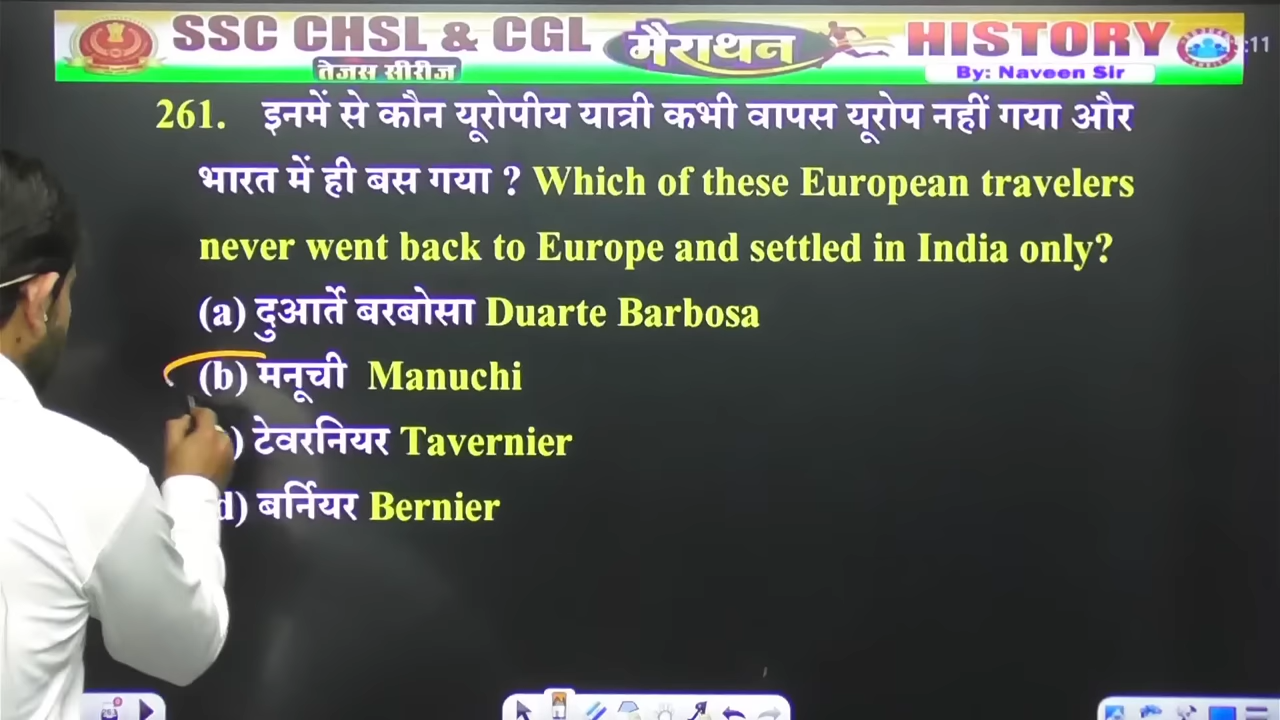 SSC CHSL & CGL
तेजस सीरीज
मैराथन
HISTORY
By: Naveen Sir
:11
261. इनमें से कौन यूरोपीय यात्री कभी वापस यूरोप नहीं गया और
भारत में ही बस गया ? Which of these European travelers
never went back to Europe and settled in India only?
(a) दुआर्ते बरबोसा Duarte Barbosa
(b) मनूची Manuchi
) टेवरनियर Tavernier
d) बर्नियर Bernier